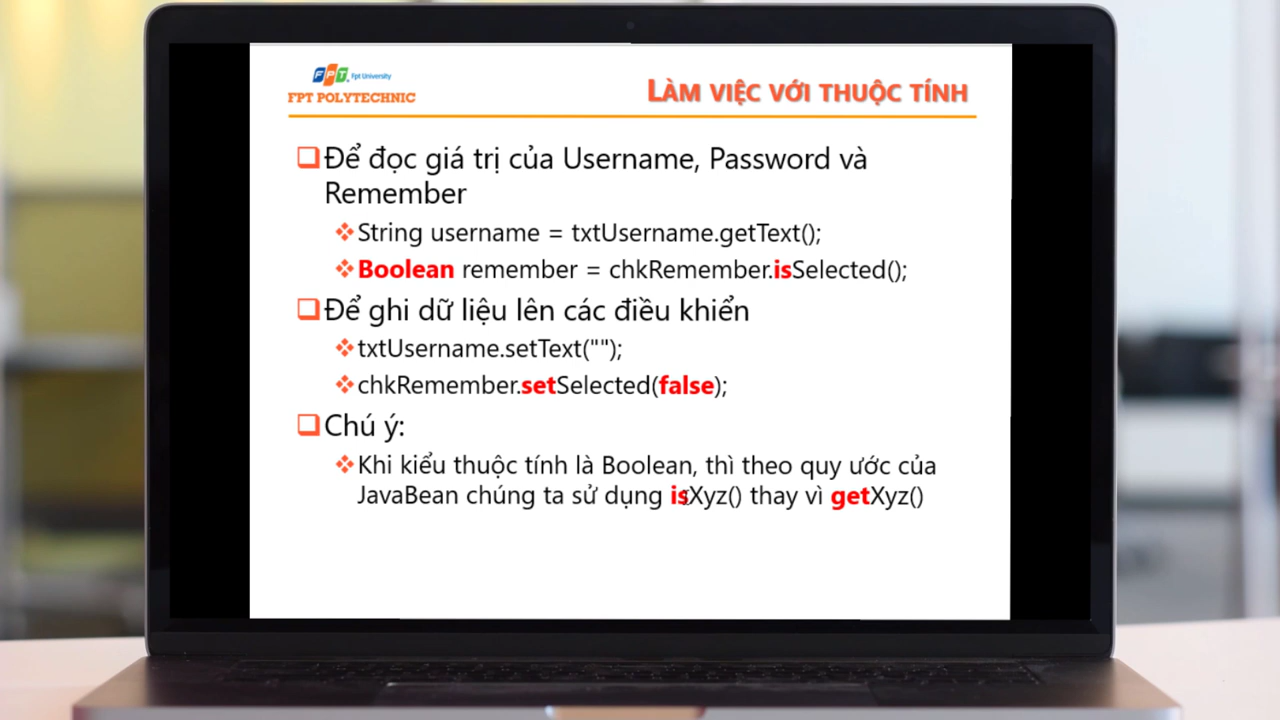 FPT. Fpt University
FPT POLYTECHNIC
LÀM VIỆC VỚI THUỘC TÍNH
Để đọc giá trị của Username, Password và
Remember
String username = txtUsername.getText();
Boolean remember = chkRemember.isSelected();
Để ghi dữ liệu lên các điều khiển
txtUsername.setText("");
chkRemember.setSelected(false);
Chú ý:
Khi kiểu thuộc tính là Boolean, thì theo quy ước của
JavaBean chúng ta sử dụng isXyz() thay vì getXyz()